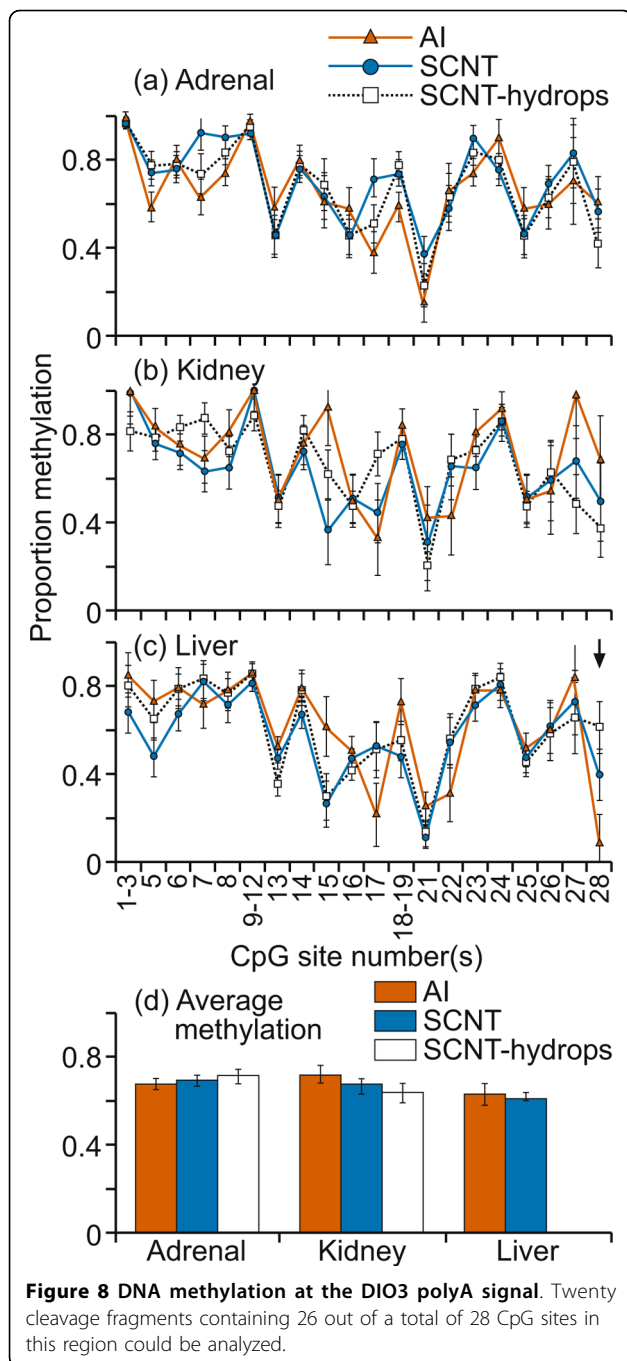 AI
SCNT
SCNT-hydrops
(a) Adrenal
0.8
0.4
0
(b) Kidney
0.8
0.4
0
(c) Liver
0.8
0.4
0
Proportion methylation
1-3
5
6
7
8
9-12
13
14
15
16
17
18-19
21
22
23
24
25
26
27
28
CpG site number(s)
(d) Average
methylation
AI
SCNT
SCNT-hydrops
0.8
0.4
0
Adrenal
Kidney
Liver
Figure 8 DNA methylation at the DIO3 polyA signal. Twenty
cleavage fragments containing 26 out of a total of 28 CpG sites in
this region could be analyzed.